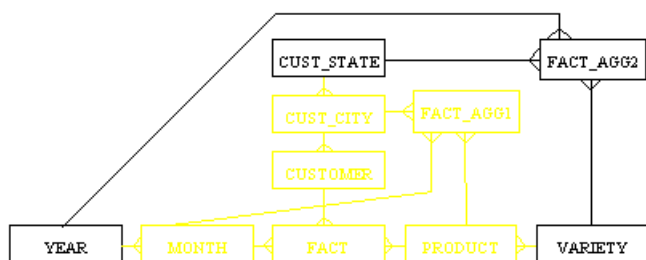 CUST_STATE
FACT_AGG2
CUST_CITY
FACT_AGG1
CUSTOMER
YEAR
MONTH
FACT
PRODUCT
VARIETY